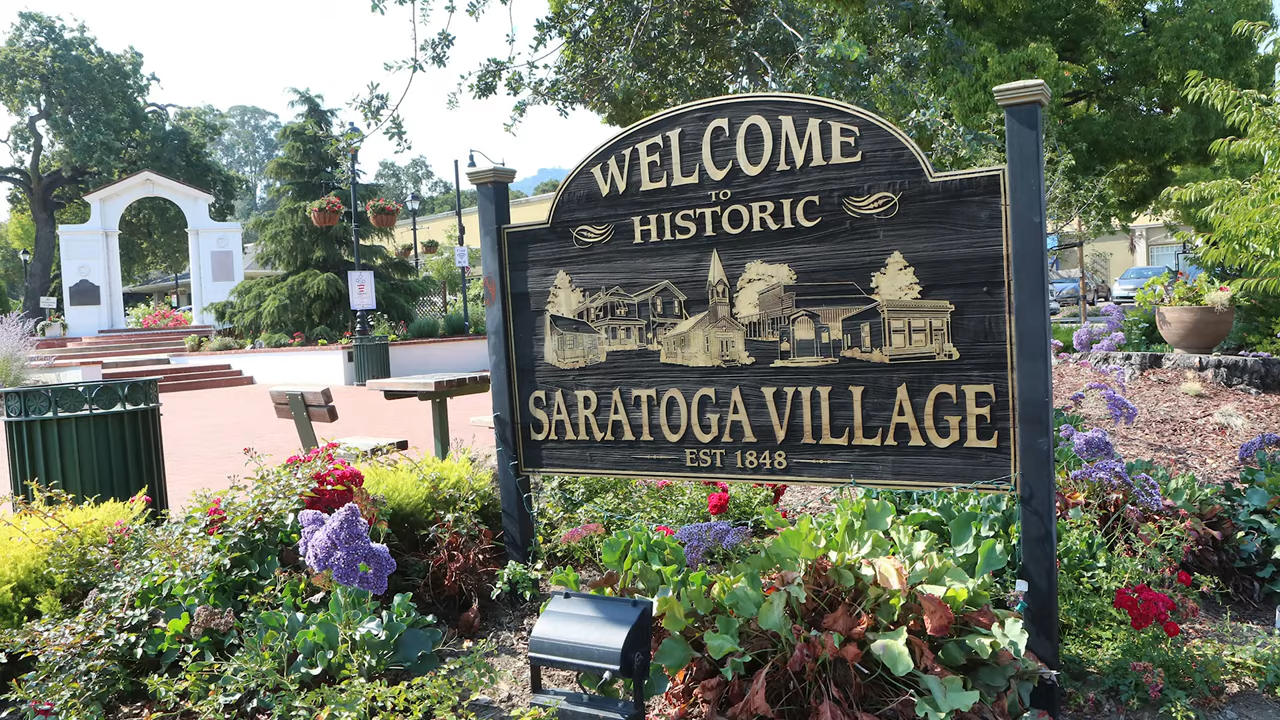 WELCOME
TO
HISTORIC
SARATOGA VILLAGE
EST 1848